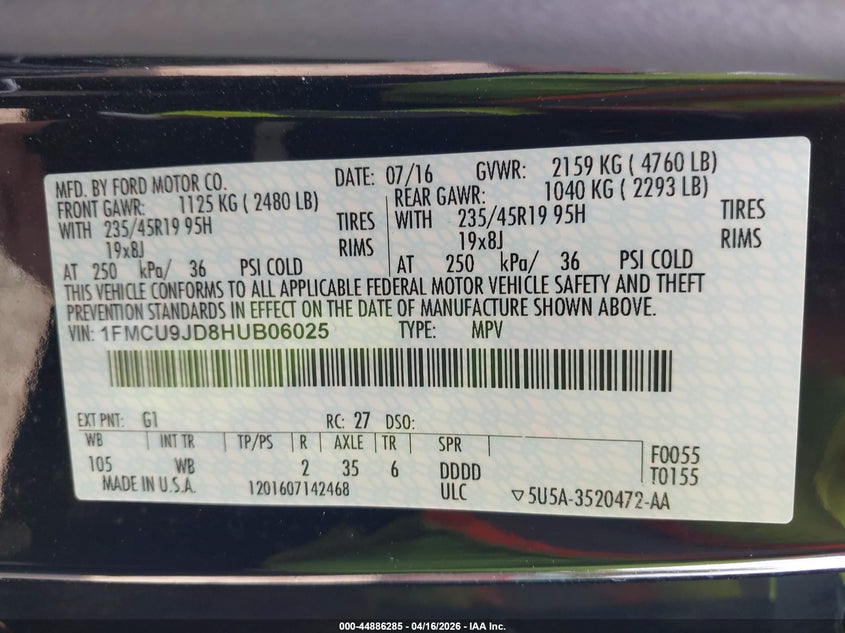 MFD. BY FORD MOTOR CO. DATE: 07/16 GVWR: 2159 KG ( 4760 LB)
FRONT GAWR: 1125 KG ( 2480 LB) REAR GAWR: 1040 KG ( 2293 LB)
WITH 235/45R19 95H TIRES WITH 235/45R19 95H TIRES
19x8J RIMS 19x8J RIMS
AT 250 kPa/ 36 PSI COLD AT 250 kPa/ 36 PSI COLD
THIS VEHICLE CONFORMS TO ALL APPLICABLE FEDERAL MOTOR VEHICLE SAFETY AND THEFT
PREVENTION STANDARDS IN EFFECT ON THE DATE OF MANUFACTURE SHOWN ABOVE.
VIN: 1FMCU9JD8HUB06025 TYPE: MPV
EXT PNT: G1 RC: 27 DSO:
WB INT TR TP/PS R AXLE TR SPR F0055
105 WB 2 35 6 DDDD T0155
MADE IN U.S.A. 1201607142468 ULC ▽5U5A-3520472-AA
000-44886285 - 04/16/2026 - IAA Inc.